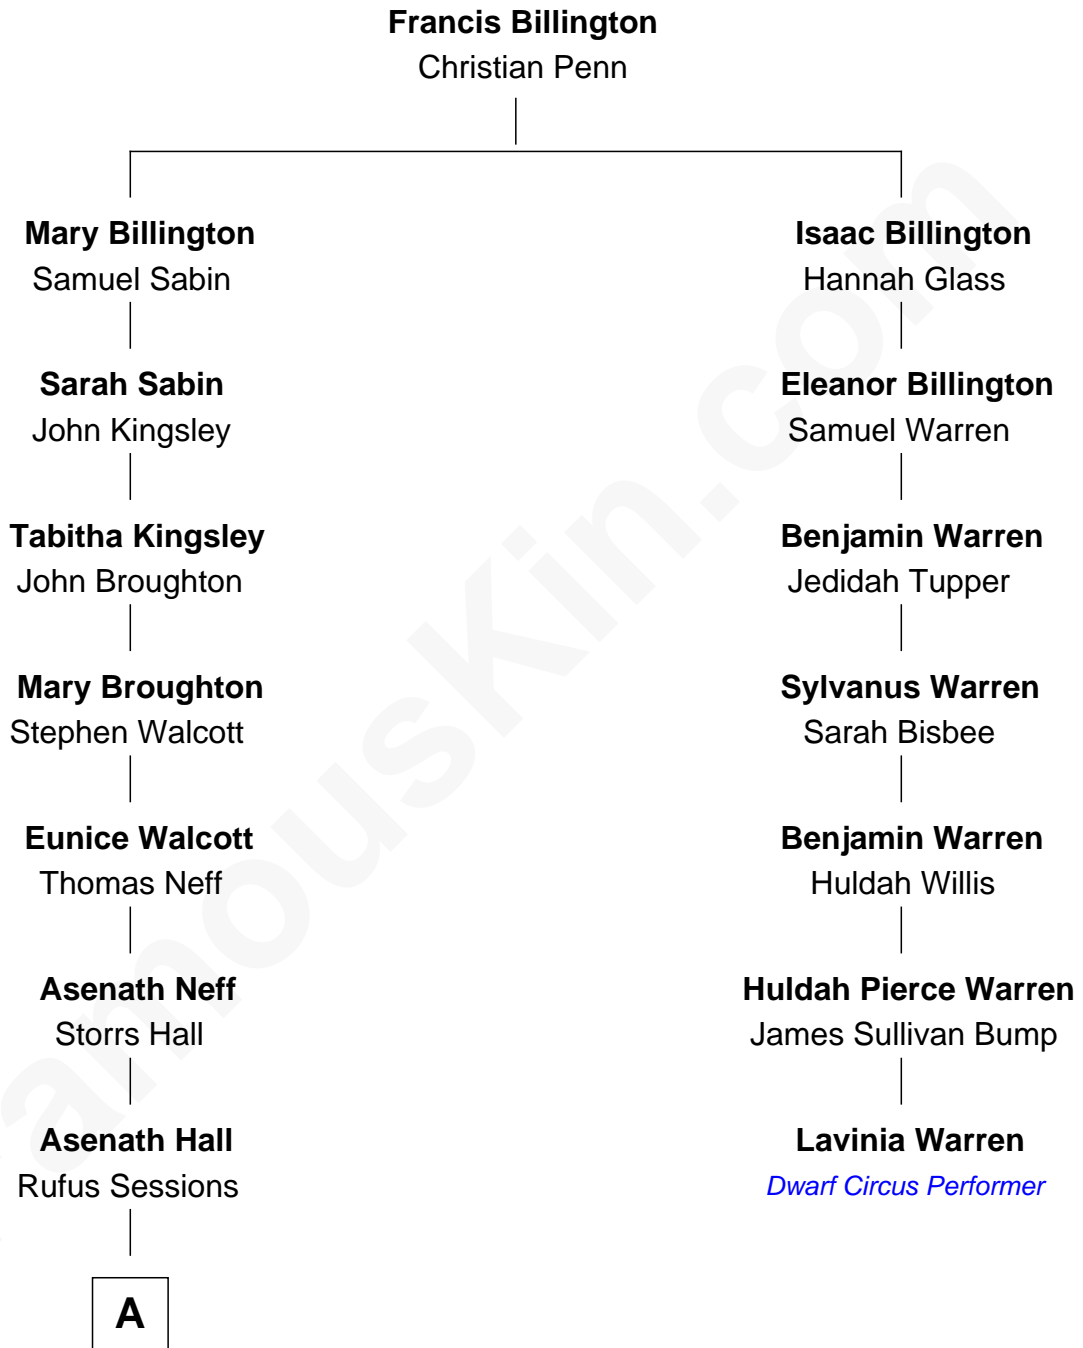 Francis Billington
Christian Penn
Mary Billington
Samuel Sabin
Isaac Billington
Hannah Glass
Sarah Sabin
John Kingsley
Eleanor Billington
Samuel Warren
Tabitha Kingsley
John Broughton
Benjamin Warren
Jedidah Tupper
Mary Broughton
Stephen Walcott
Sylvanus Warren
Sarah Bisbee
Eunice Walcott
Thomas Neff
Benjamin Warren
Huldah Willis
Asenath Neff
Storrs Hall
Huldah Pierce Warren
James Sullivan Bump
Asenath Hall
Rufus Sessions
Lavinia Warren
Dwarf Circus Performer
A
amouskin.com